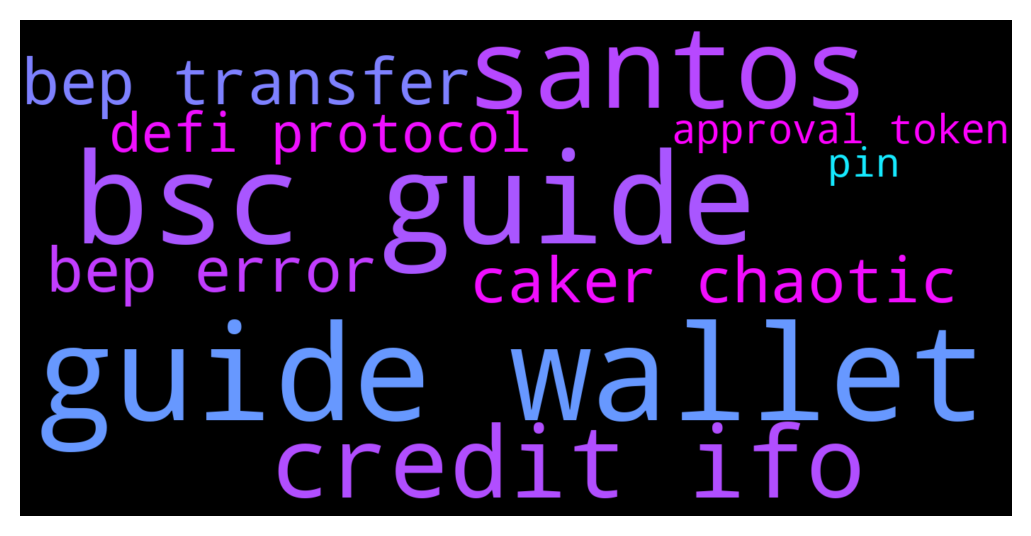 santos
bep transfer
defi protocol
approval token
pin
bsc guide
bep error
caker chaotic
guide wallet
credit ifo